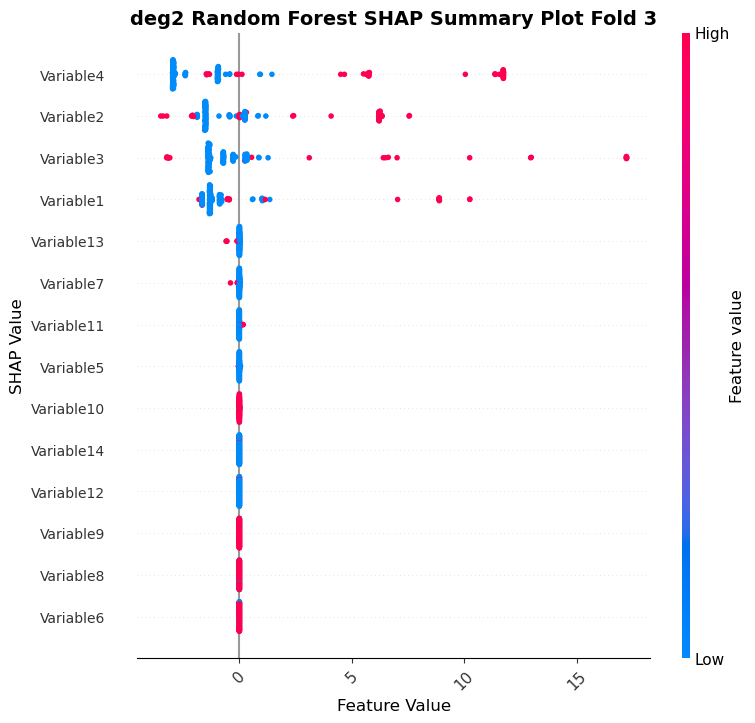 deg2 Random Forest SHAP Summary Plot Fold 3
High
Variable4
Variable2
Variable3
Variable1
Variable13
Variable7
Variable11
Variable5
Variable10
Variable14
Variable12
Variable9
Variable8
Variable6
SHAP Value
Feature value
Low
0 5 10 15
Feature Value